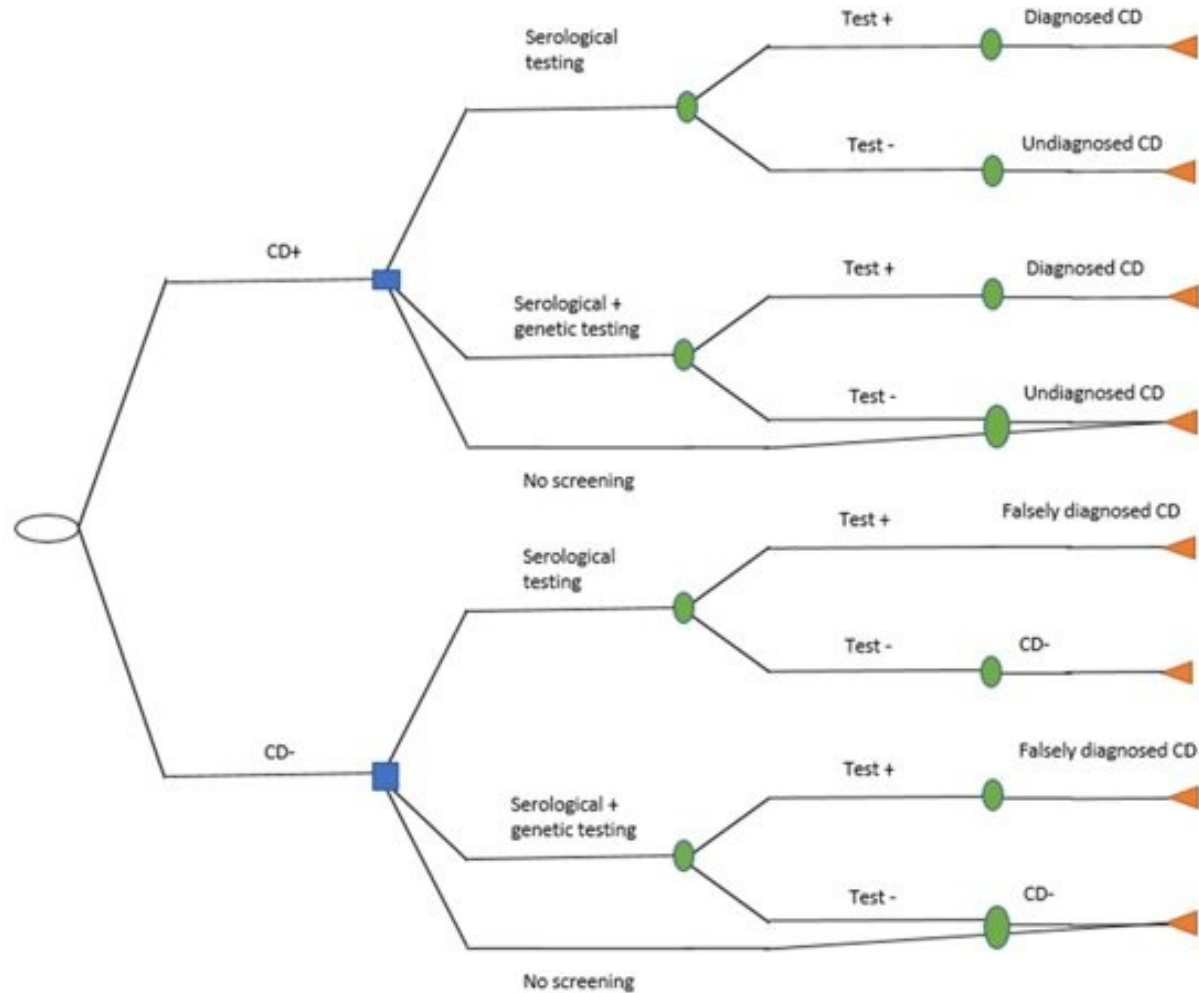 Serological
testing
Test +
Diagnosed CD
Test -
Undiagnosed CD
CD+
Serological +
genetic testing
Test +
Diagnosed CD
Test -
Undiagnosed CD
No screening
Serological
testing
Test +
Falsely diagnosed CD
Test -
CD-
CD-
Serological +
genetic testing
Test +
Falsely diagnosed CD
Test -
CD-
No screening